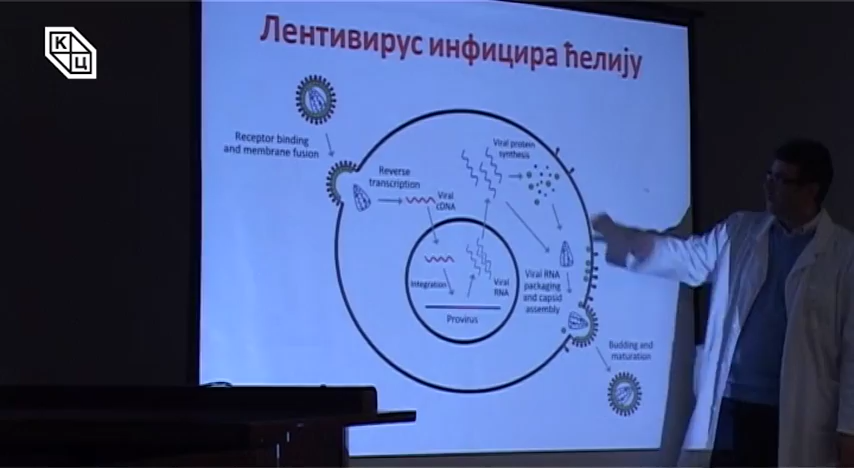 К
Ц
Лентивирус инфицира ћелију
Receptor binding
and membrane fusion
Reverse
transcription
Viral
cDNA
Viral protein
synthesis
Integration
Viral
RNA
Provirus
Viral RNA
packaging
and capsid
assembly
Budding and
maturation